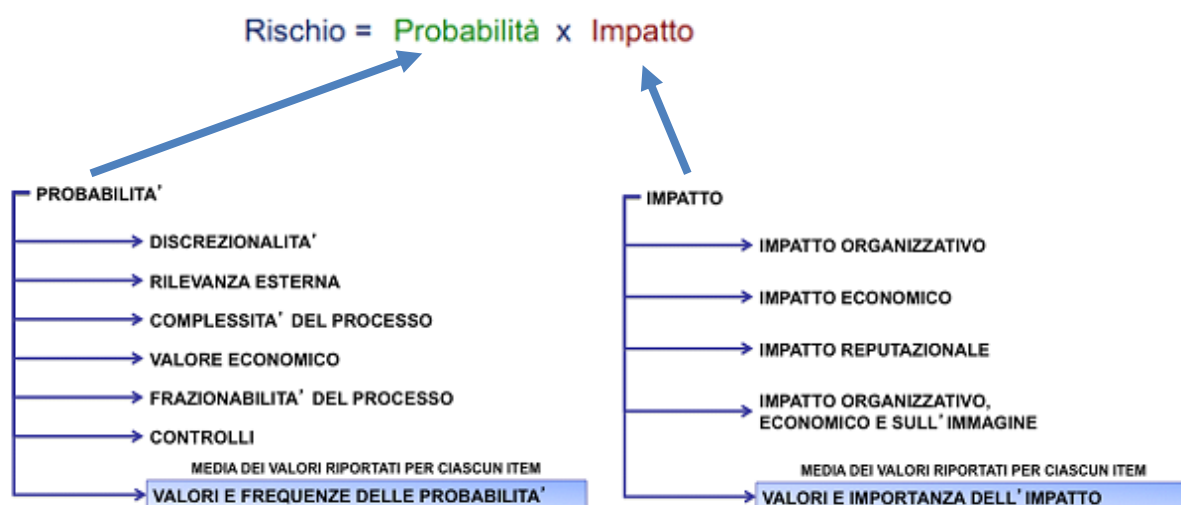 Rischio = Probabilità x Impatto
PROBABILITA'
DISCREZIONALITA'
RILEVANZA ESTERNA
COMPLESSITA' DEL PROCESSO
VALORE ECONOMICO
FRAZIONABILITA' DEL PROCESSO
CONTROLLI
MEDIA DEI VALORI RIPORTATI PER CIASCUN ITEM
VALORI E FREQUENZE DELLE PROBABILITA'
IMPATTO
IMPATTO ORGANIZZATIVO
IMPATTO ECONOMICO
IMPATTO REPUTAZIONALE
IMPATTO ORGANIZZATIVO,
ECONOMICO E SULL'IMMAGINE
MEDIA DEI VALORI RIPORTATI PER CIASCUN ITEM
VALORI E IMPORTANZA DELL'IMPATTO